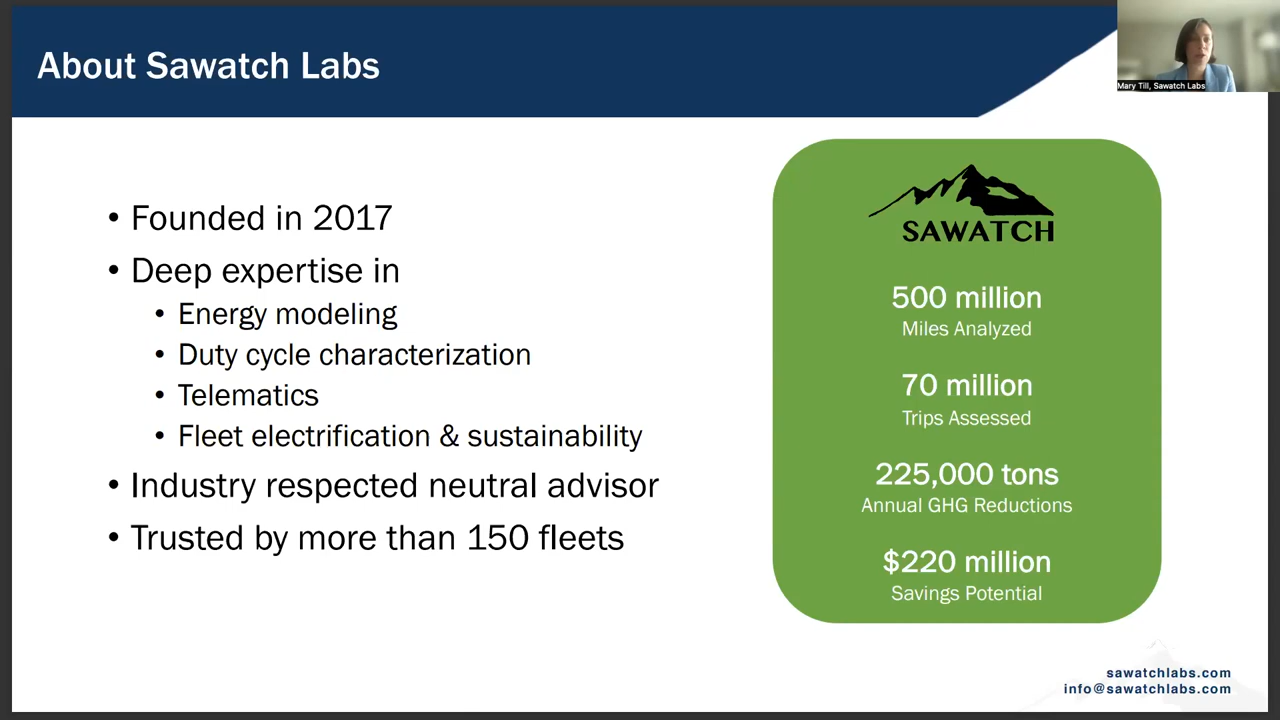 About Sawatch Labs
Mary Till, Sawatch Labs
• Founded in 2017
• Deep expertise in
• Energy modeling
• Duty cycle characterization
• Telematics
• Fleet electrification & sustainability
• Industry respected neutral advisor
• Trusted by more than 150 fleets
SAWATCH
500 million
Miles Analyzed
70 million
Trips Assessed
225,000 tons
Annual GHG Reductions
$220 million
Savings Potential
sawatchlabs.com
info@sawatchlabs.com